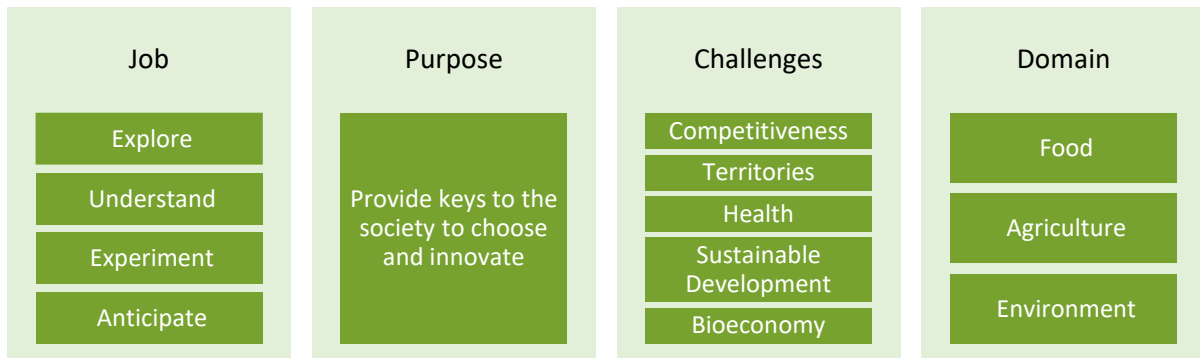 Job
Explore
Understand
Experiment
Anticipate
Purpose
Provide keys to the
society to choose
and innovate
Challenges
Competitiveness
Territories
Health
Sustainable
Development
Bioeconomy
Domain
Food
Agriculture
Environment